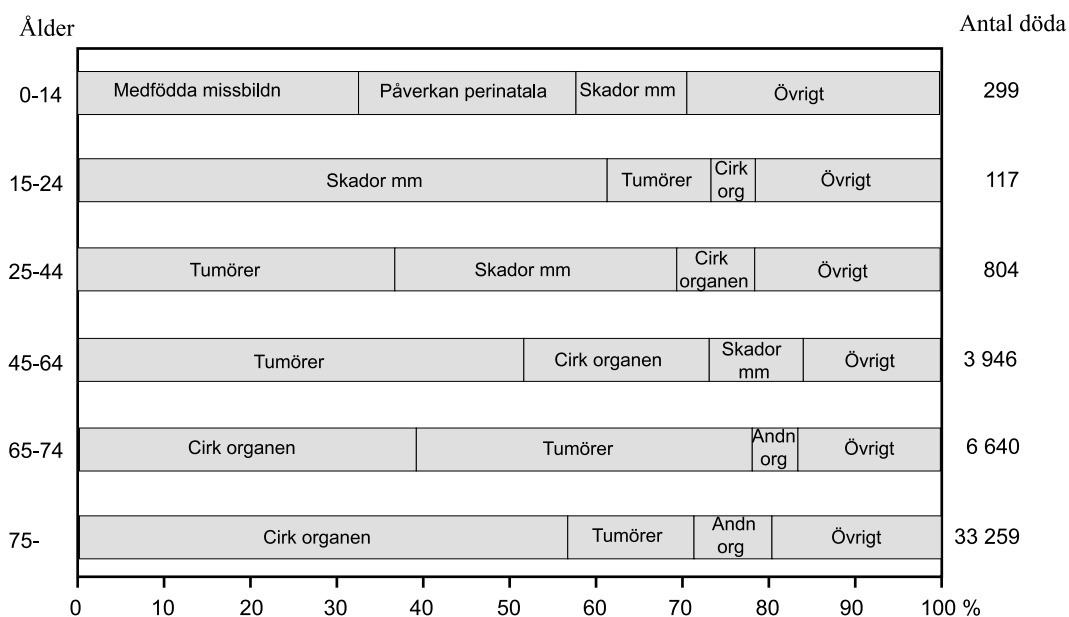 Ålder
Antal döda
0-14
Medfödda missbildn
Påverkan perinatala
Skador mm
Övrigt
299
15-24
Skador mm
Tumörer
Cirk
org
Övrigt
117
25-44
Tumörer
Skador mm
Cirk
organen
Övrigt
804
45-64
Tumörer
Cirk organen
Skador
mm
Övrigt
3 946
65-74
Cirk organen
Tumörer
Andn
org
Övrigt
6 640
75-
Cirk organen
Tumörer
Andn
org
Övrigt
33 259
0 10 20 30 40 50 60 70 80 90 100 %